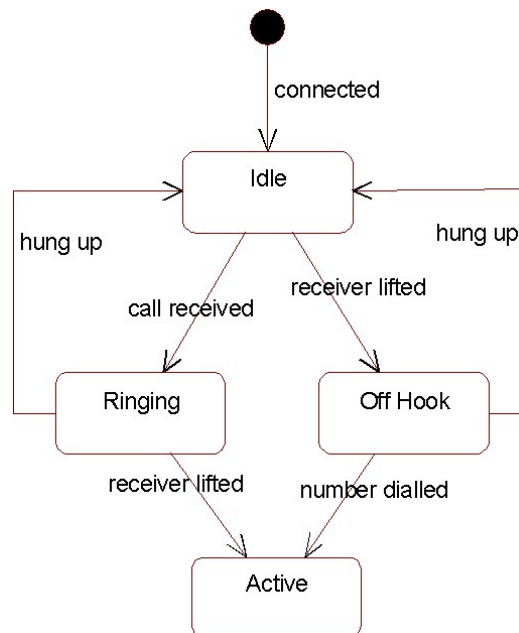 connected
Idle
hung up
hung up
receiver lifted
call received
Ringing
Off Hook
receiver lifted
number dialled
Active